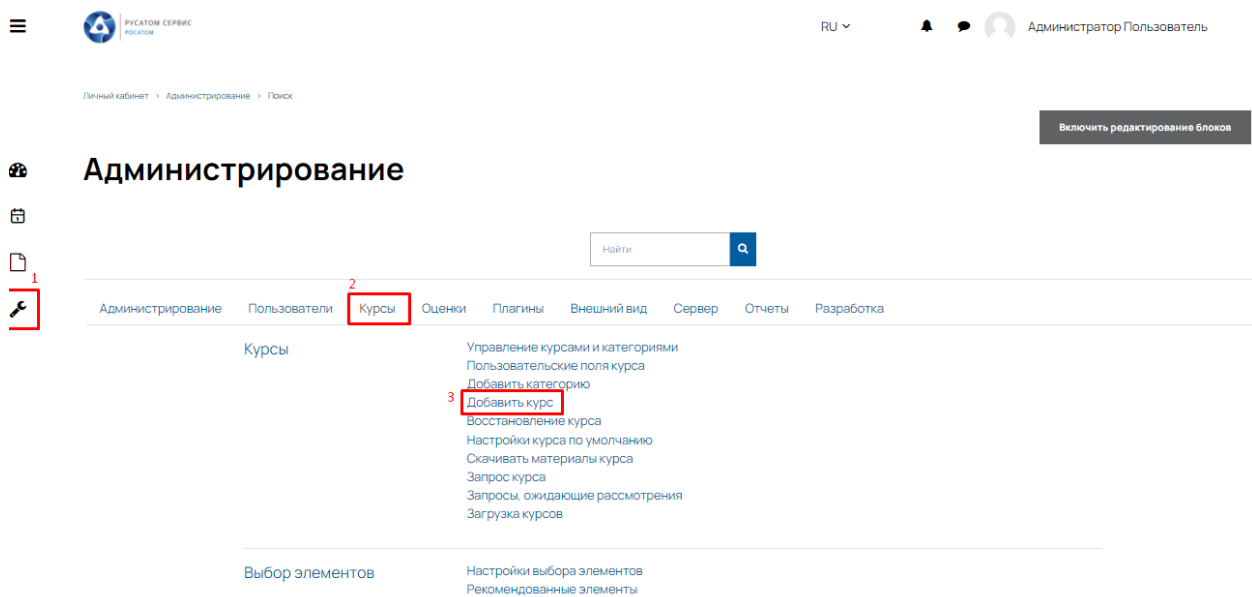 РУСАТОМ СЕРВИС
РОСАТОМ
RU
Администратор Пользователь
Личный кабинет › Администрирование › Поиск
Включить редактирование блоков
Администрирование
Найти
1
2
Администрирование Пользователи Курсы Оценки Плагины Внешний вид Сервер Отчеты Разработка
Курсы
Управление курсами и категориями
Пользовательские поля курса
Добавить категорию
3 Добавить курс
Восстановление курса
Настройки курса по умолчанию
Скачивать материалы курса
Запрос курса
Запросы, ожидающие рассмотрения
Загрузка курсов
Выбор элементов
Настройки выбора элементов
Рекомендованные элементы